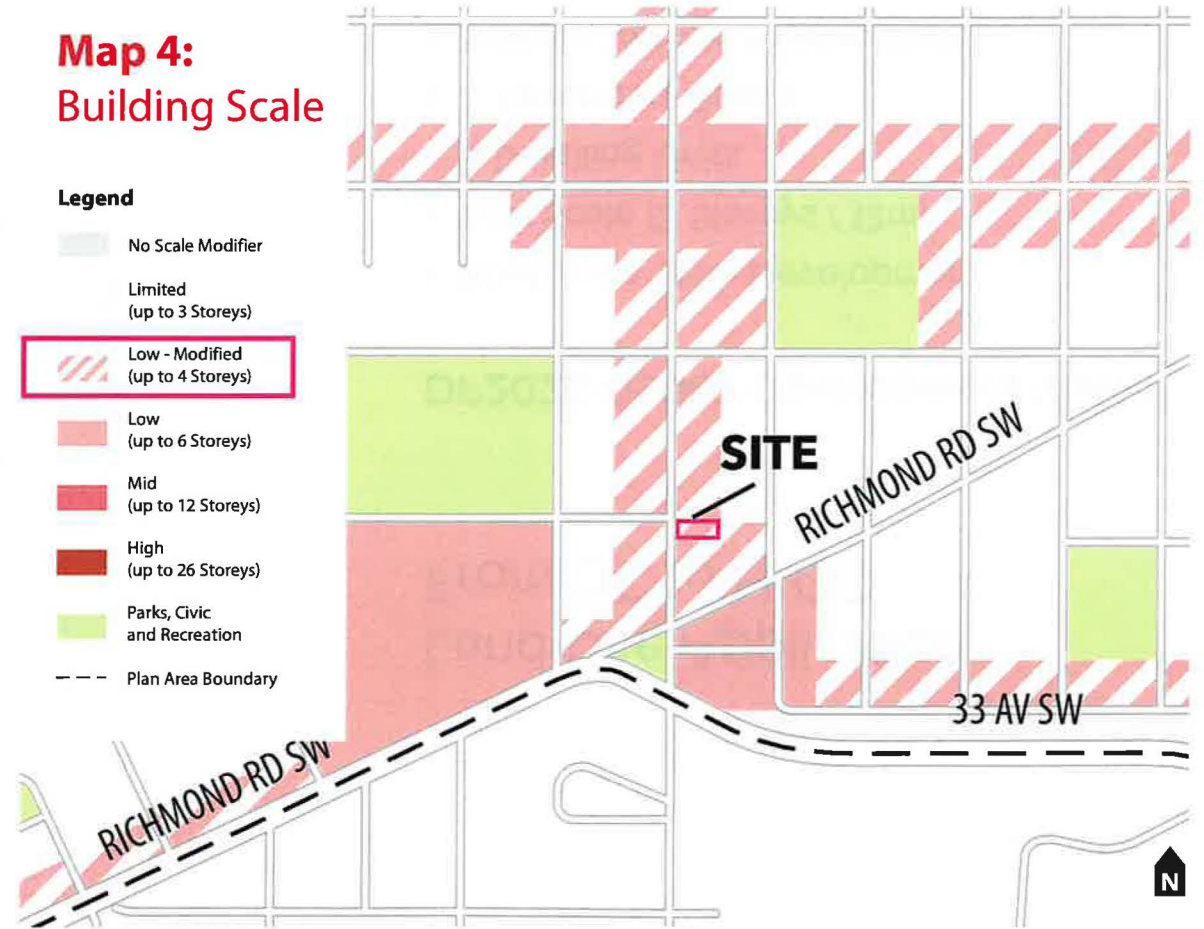 Map 4:
Building Scale
Legend
No Scale Modifier
Limited
(up to 3 Storeys)
Low - Modified
(up to 4 Storeys)
Low
(up to 6 Storeys)
Mid
(up to 12 Storeys)
High
(up to 26 Storeys)
Parks, Civic
and Recreation
Plan Area Boundary
SITE
RICHMOND RD SW
33 AV SW
RICHMOND RD SW
N